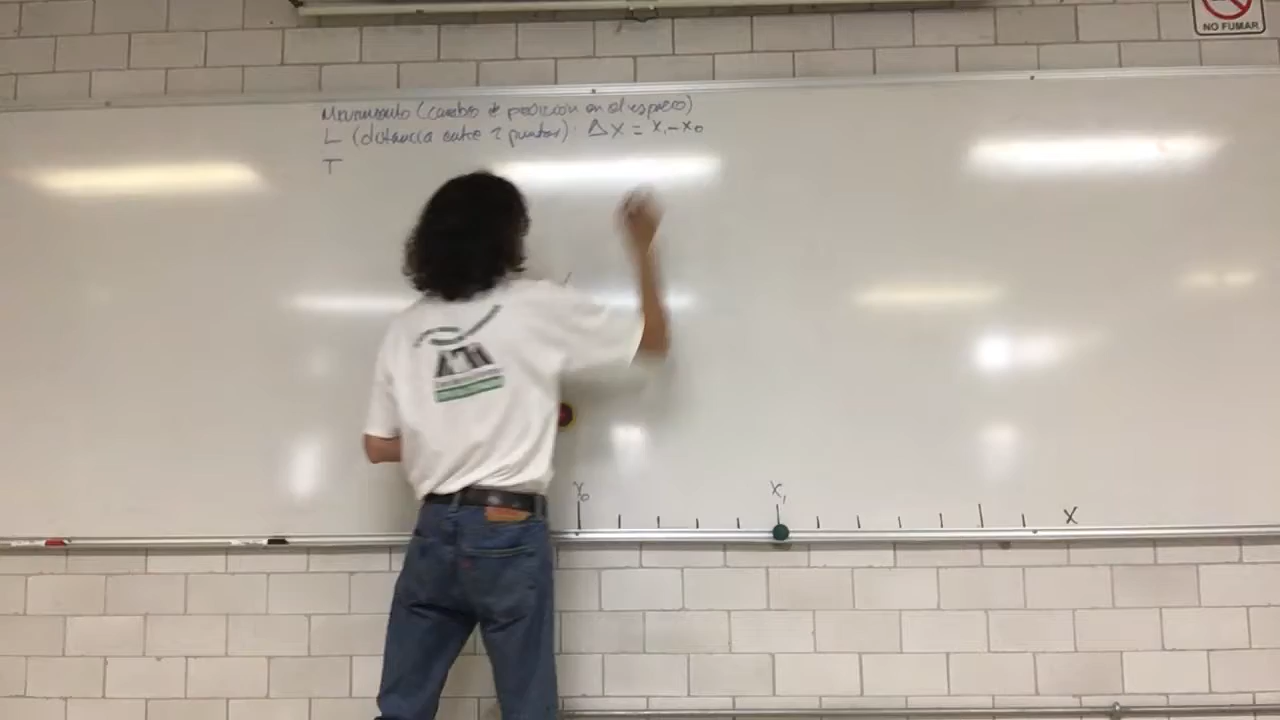 NO FUMAR
Movimiento (cambio de posición en el espacio)
L (distancia entre 2 puntos): Δx = x₁-x₀
T
x₀
x₁
X